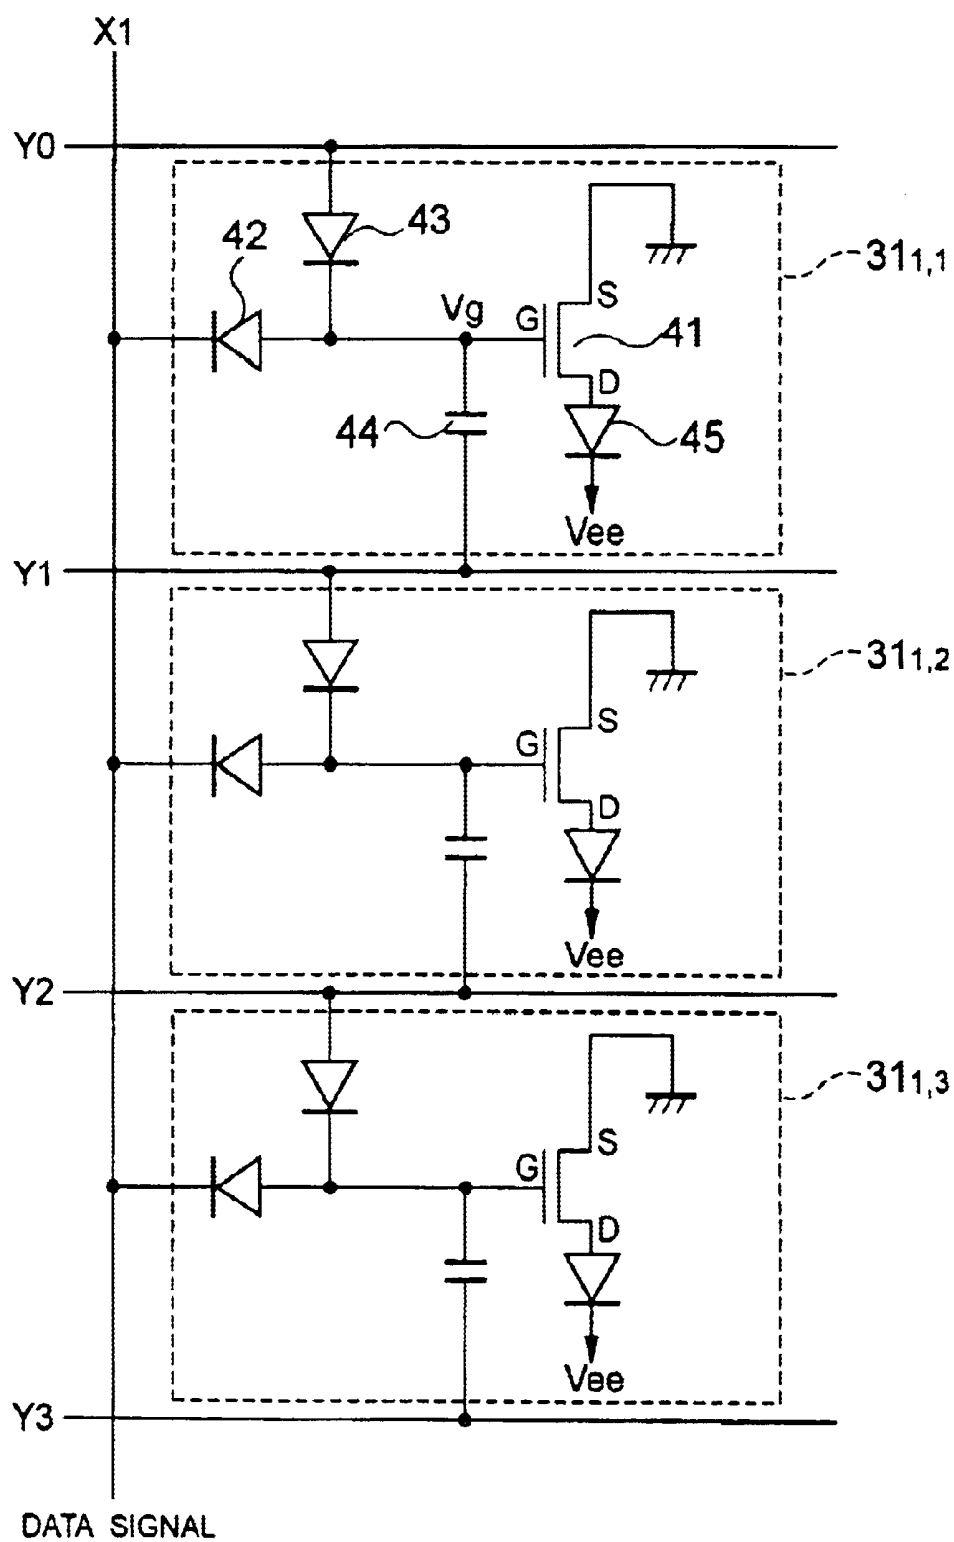 X1
Y0
42
43
Vg
G
S
41
D
44
45
Vee
31₁,₁
Y1
G
S
D
Vee
31₁,₂
Y2
G
S
D
Vee
31₁,₃
Y3
DATA SIGNAL